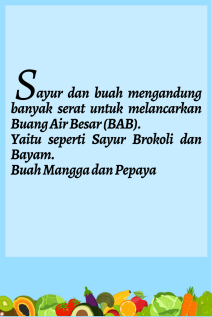 Sayur dan buah mengandung
banyak serat untuk melancarkan
Buang Air Besar (BAB).
Yaitu seperti Sayur Brokoli dan
Bayam.
Buah Mangga dan Pepaya